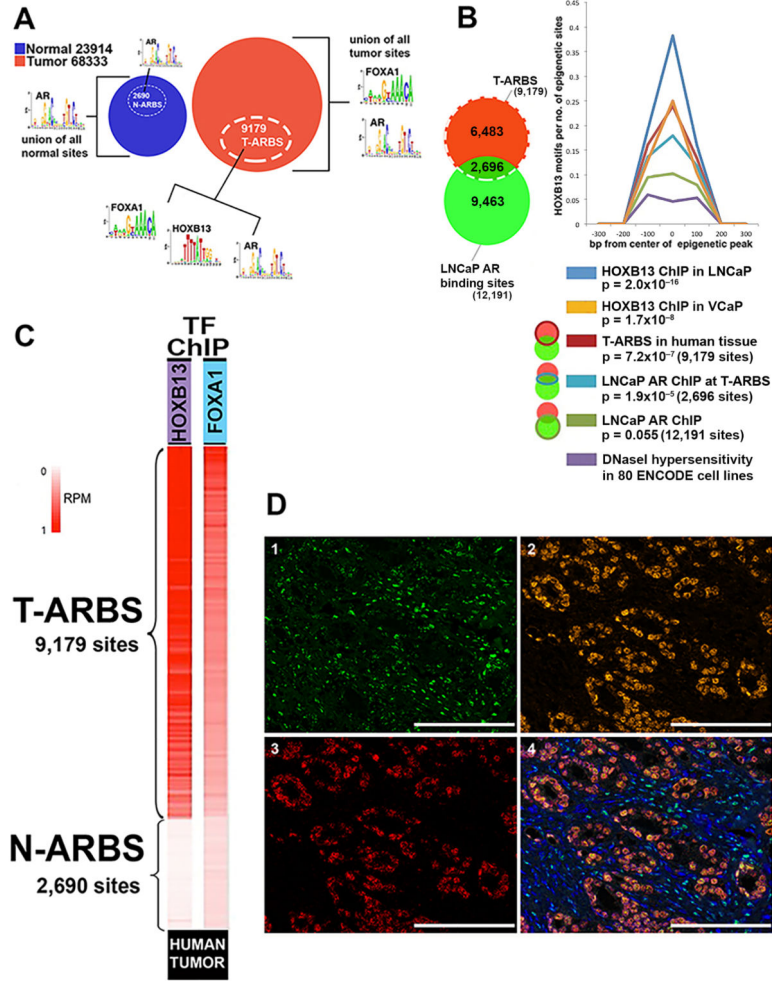 A
Normal 23914
Tumor 68333
AR
AR
2690
N-ARBS
union of all
normal sites
9179
T-ARBS
union of all
tumor sites
FOXA1
AR
FOXA1
HOXB13
AR
B
T-ARBS
(9,179)
6,483
2,696
9,463
LNCaP AR
binding sites
(12,191)
HOXB13 motifs per no. of epigenetic sites
0.45
0.4
0.35
0.3
0.25
0.2
0.15
0.1
0.05
0
-300 -200 -100 0 100 200 300
bp from center of epigenetic peak
HOXB13 ChIP in LNCaP
p = 2.0x10⁻¹⁶
HOXB13 ChIP in VCaP
p = 1.7x10⁻⁸
T-ARBS in human tissue
p = 7.2x10⁻⁷ (9,179 sites)
LNCaP AR ChIP at T-ARBS
p = 1.9x10⁻⁵ (2,696 sites)
LNCaP AR ChIP
p = 0.055 (12,191 sites)
DNaseI hypersensitivity
in 80 ENCODE cell lines
C
TF
ChIP
HOXB13
FOXA1
0
RPM
1
T-ARBS
9,179 sites
N-ARBS
2,690 sites
HUMAN
TUMOR
D
1
2
3
4